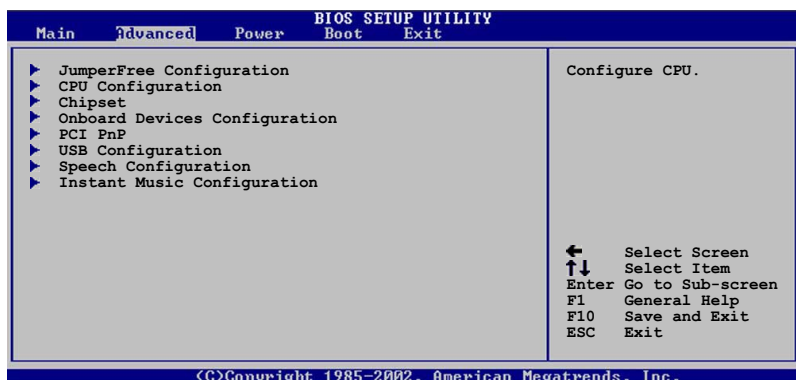 BIOS SETUP UTILITY
Main Advanced Power Boot Exit
JumperFree Configuration
CPU Configuration
Chipset
Onboard Devices Configuration
PCI PnP
USB Configuration
Speech Configuration
Instant Music Configuration
Configure CPU.
← Select Screen
↑↓ Select Item
Enter Go to Sub-screen
F1 General Help
F10 Save and Exit
ESC Exit
(C)Copyright 1985-2002, American Megatrends, Inc.